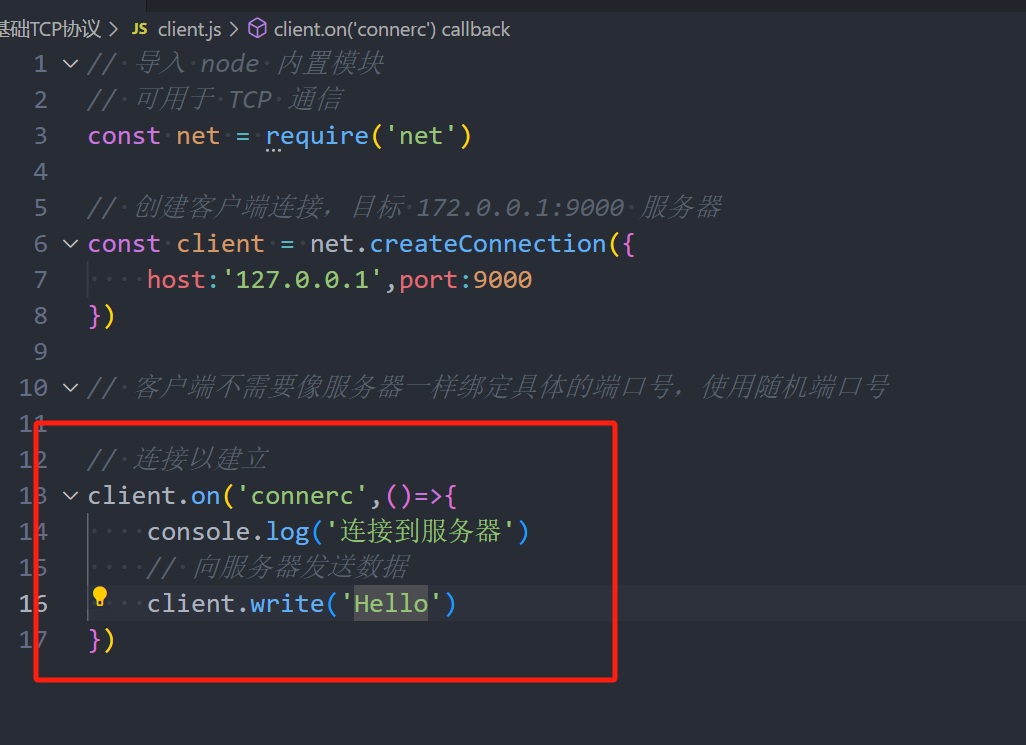 基础TCP协议 > JS client.js > client.on('connerc') callback
1 // 导入 node 内置模块
2 // 可用于 TCP 通信
3 const net = require('net')
4
5 // 创建客户端连接，目标 172.0.0.1:9000 服务器
6 const client = net.createConnection({
7 host:'127.0.0.1',port:9000
8 })
9
10 // 客户端不需要像服务器一样绑定具体的端口号，使用随机端口号
11
12 // 连接以建立
13 client.on('connerc',()=>{
14 console.log('连接到服务器')
15 // 向服务器发送数据
16 client.write('Hello')
17 })